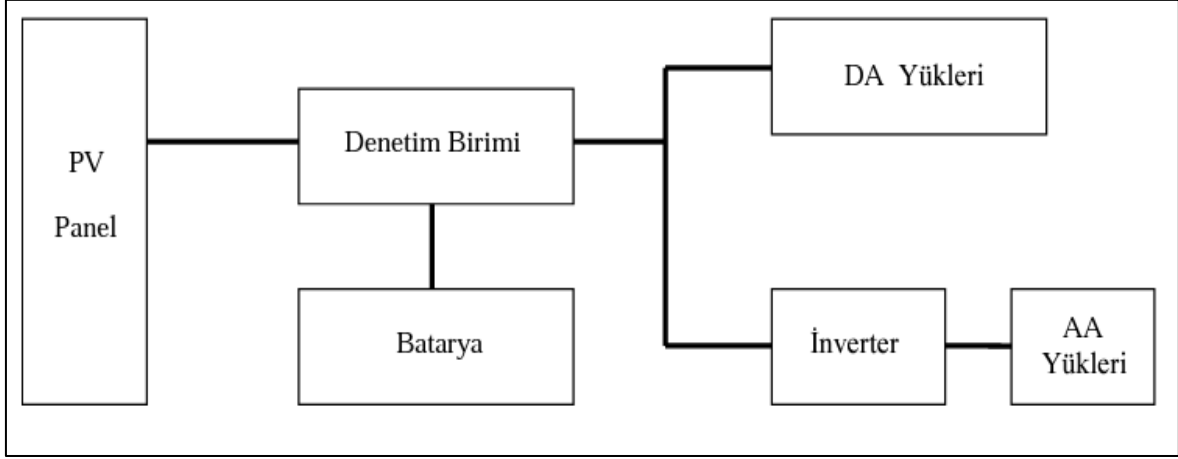 PV
Panel
Denetim Birimi
Batarya
DA Yükleri
İnverter
AA
Yükleri